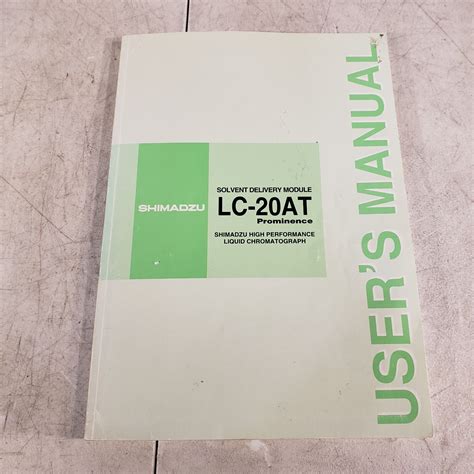 SHIMADZU
SOLVENT DELIVERY MODULE
LC-20AT
Prominence
SHIMADZU HIGH PERFORMANCE
LIQUID CHROMATOGRAPH
USER'S MANUAL